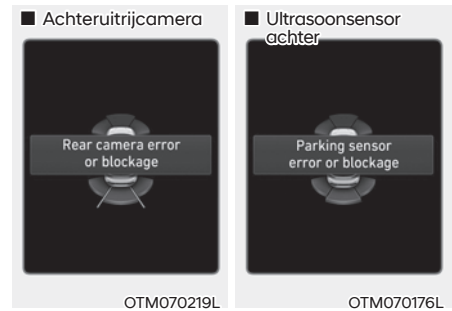 ■ Achteruitrijcamera
Rear camera error
or blockage
OTM070219L
■ Ultrasoonsensor
achter
Parking sensor
error or blockage
OTM070176L